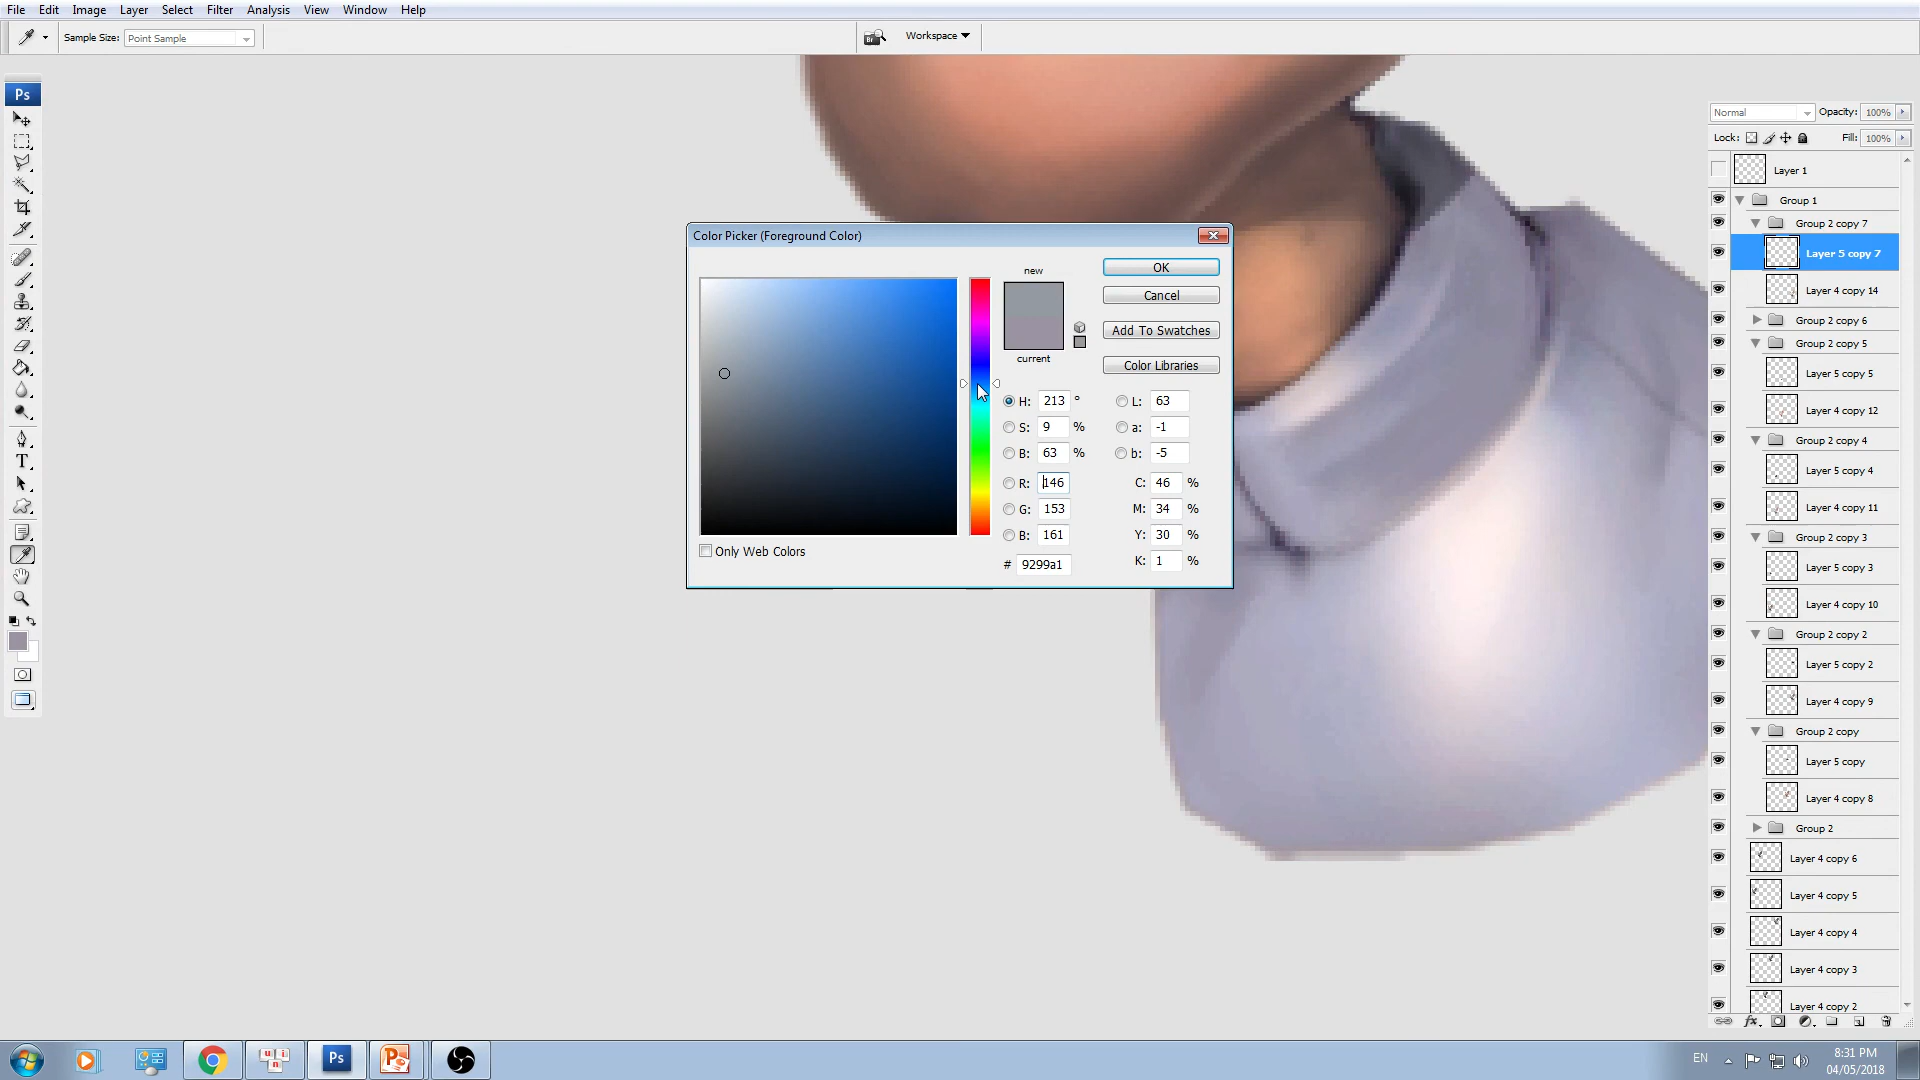 File Edit Image Layer Select Filter Analysis View Window Help
Sample Size: Point Sample
Br
Workspace
Ps
T
Color Picker (Foreground Color)
new
current
OK
Cancel
Add To Swatches
Color Libraries
H: 213 °
S: 9 %
B: 63 %
R: 146
G: 153
B: 161
# 9299a1
L: 63
a: -1
b: -5
C: 46 %
M: 34 %
Y: 30 %
K: 1 %
Only Web Colors
Normal Opacity: 100%
Lock: Fill: 100%
Layer 1
Group 1
Group 2 copy 7
Layer 5 copy 7
Layer 4 copy 14
Group 2 copy 6
Group 2 copy 5
Layer 5 copy 5
Layer 4 copy 12
Group 2 copy 4
Layer 5 copy 4
Layer 4 copy 11
Group 2 copy 3
Layer 5 copy 3
Layer 4 copy 10
Group 2 copy 2
Layer 5 copy 2
Layer 4 copy 9
Group 2 copy
Layer 5 copy
Layer 4 copy 8
Group 2
Layer 4 copy 6
Layer 4 copy 5
Layer 4 copy 4
Layer 4 copy 3
Layer 4 copy 2
fx
Ps
EN
8:31 PM
04/05/2018